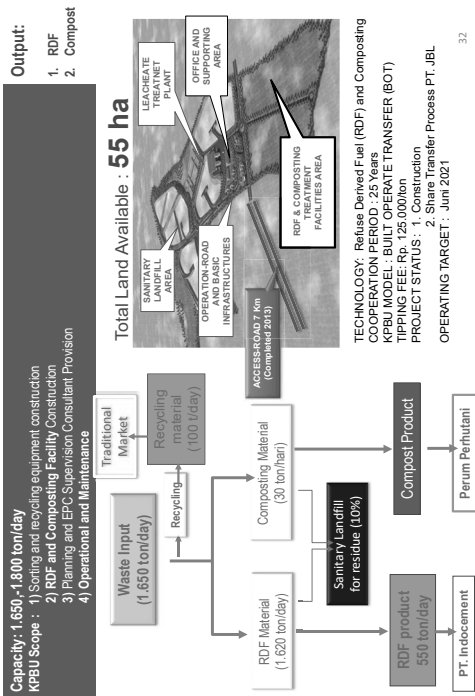 Capacity: 1.650,-1.800 ton/day
KPBU Scope : 1) Sorting and recycling equipment construction
2) RDF and Composting Facility Construction
3) Planning and EPC Supervision Consultant Provision
4) Operational and Maintenance
Output:
1. RDF
2. Compost
Waste Input
(1.650 ton/day)
Recycling
Traditional
Market
Recycling
material
(100 t/day)
RDF Material
(1.620 ton/day)
Composting Material
(30 ton/hari)
Sanitary Landfill
for residue (10%)
RDF product
550 ton/day
Compost Product
PT. Indocement
Perum Perhutani
Total Land Available : 55 ha
SANITARY
LANDFILL
AREA
LEACHEATE
TREATNET
PLANT
OFFICE AND
SUPPORTING
AREA
OPERATION-ROAD
AND BASIC
INFRASTRUCTURES
ACCESS-ROAD 7 Km
(Completed 2013)
RDF & COMPOSTING
TREATMENT
FACILITIES AREA
TECHNOLOGY: Refuse Derived Fuel (RDF) and Composting
COOPERATION PERIOD : 25 Years
KPBU MODEL : BUILT OPERATE TRANSFER (BOT)
TIPPING FEE: Rp. 125.000/ton
PROJECT STATUS : 1. Construction
2. Share Transfer Process PT. JBL
OPERATING TARGET : Juni 2021
32